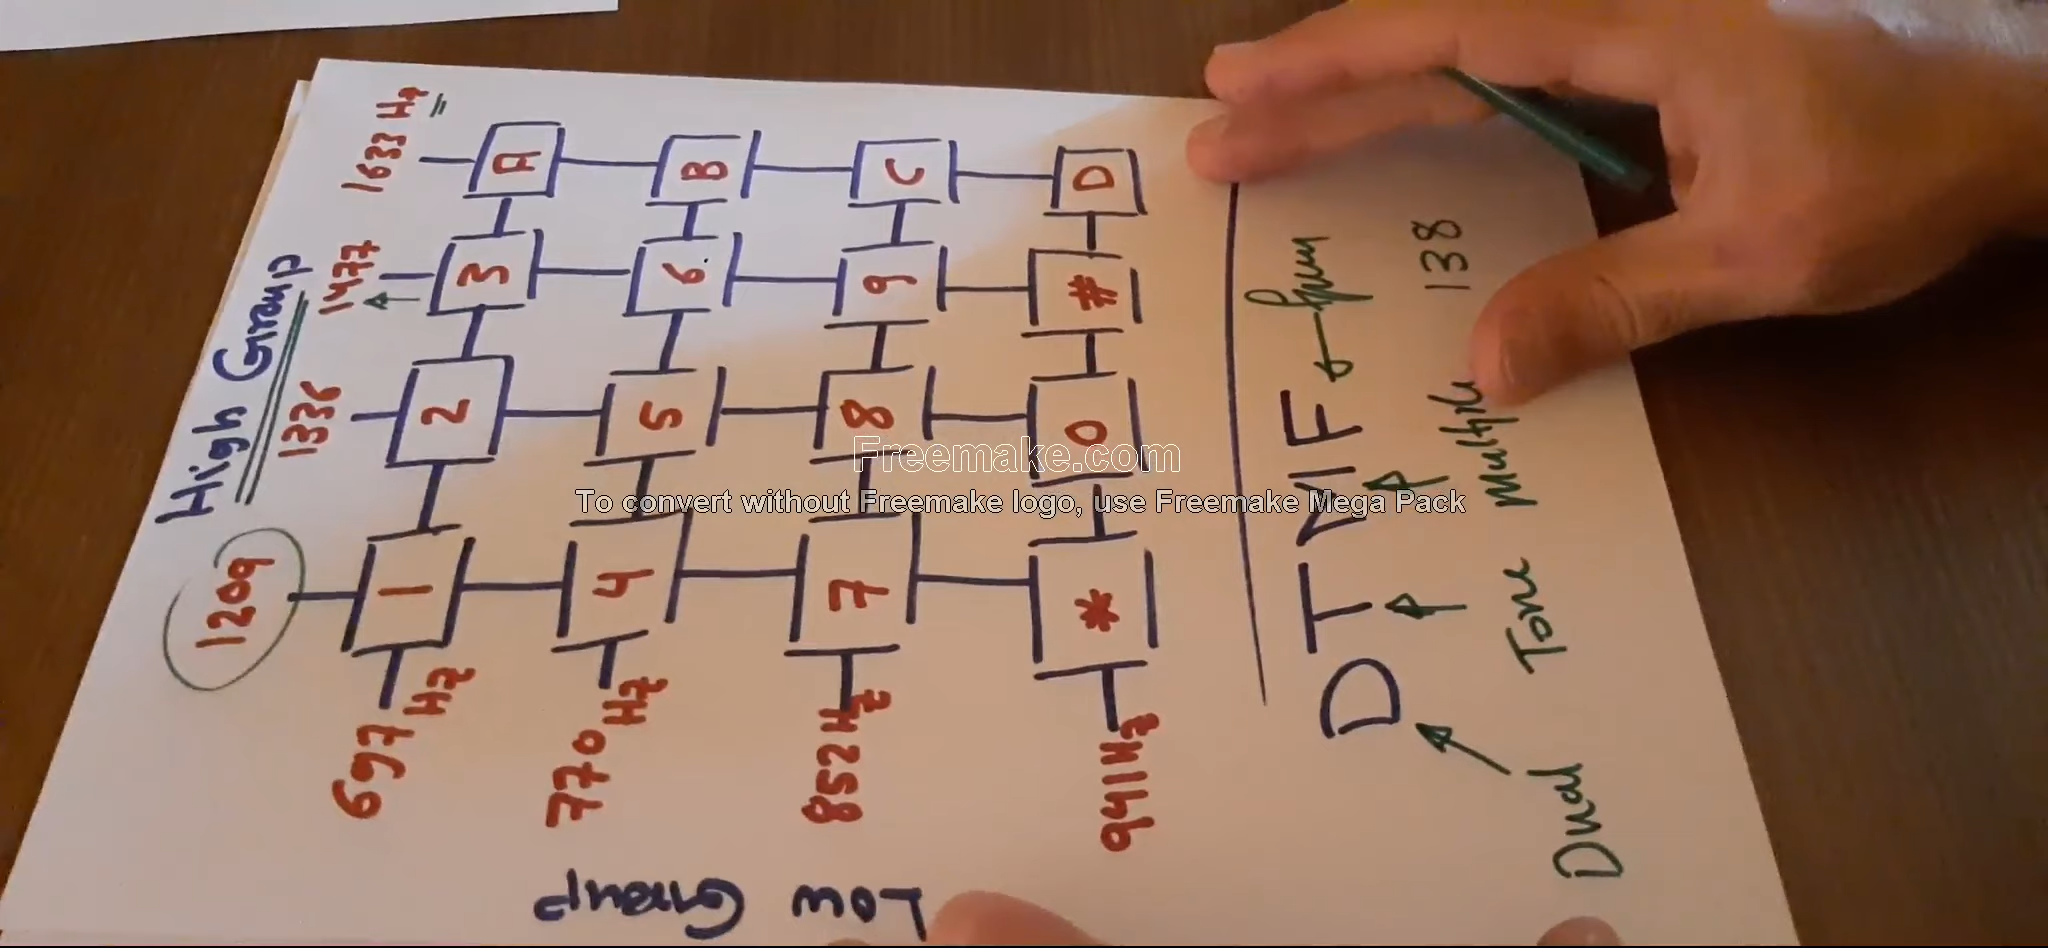 High Group
1209 1336 1477 1633 Hz
697 Hz 1 2 3 A
770 Hz 4 5 6 B
852 Hz 7 8 9 C
941 Hz * 0 # D
Low Group
DTMF
Dual Tone Multiple
138
Freemake.com
To convert without Freemake logo, use Freemake Mega Pack